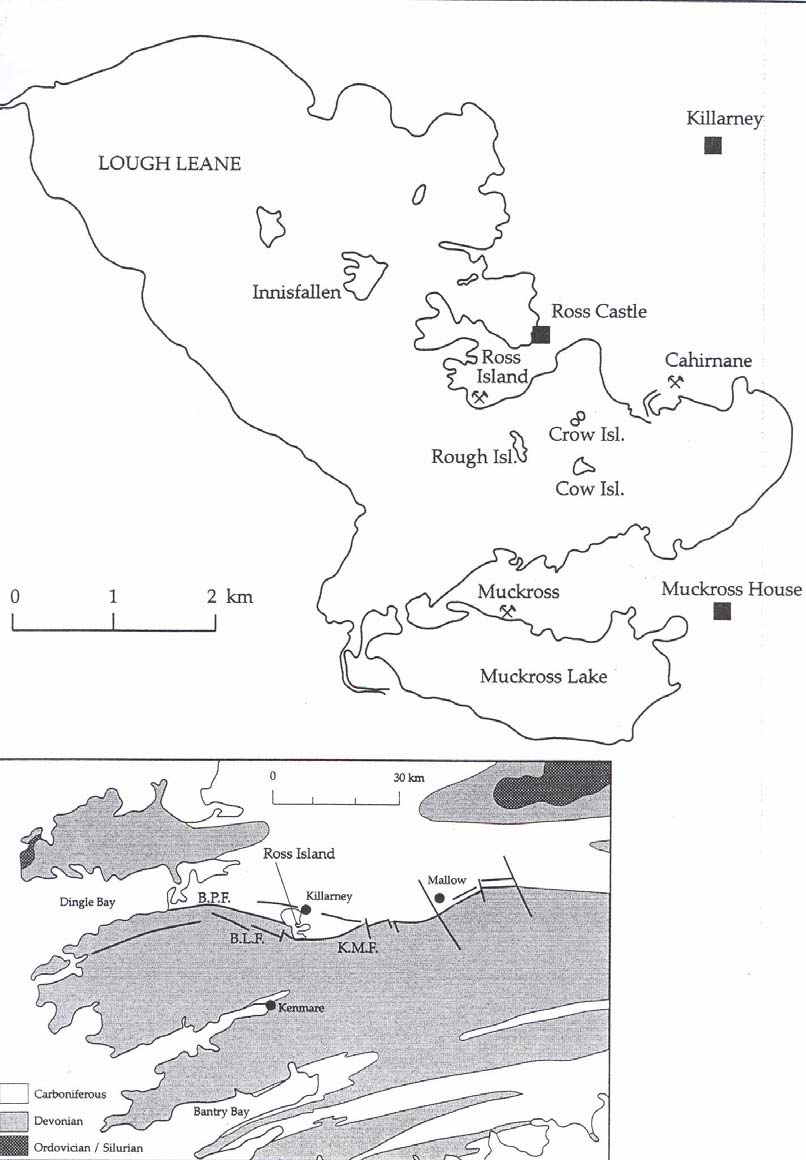 Killarney
LOUGH LEANE
Innisfallen
Ross Castle
Ross
Island
Cahirnane
Crow Isl.
Rough Isl.
Cow Isl.
0 1 2 km
Muckross
Muckross House
Muckross Lake
0 30 km
Ross Island
Mallow
Killarney
Dingle Bay
B.P.F.
B.L.F.
K.M.F.
Kenmare
Bantry Bay
Carboniferous
Devonian
Ordovician / Silurian